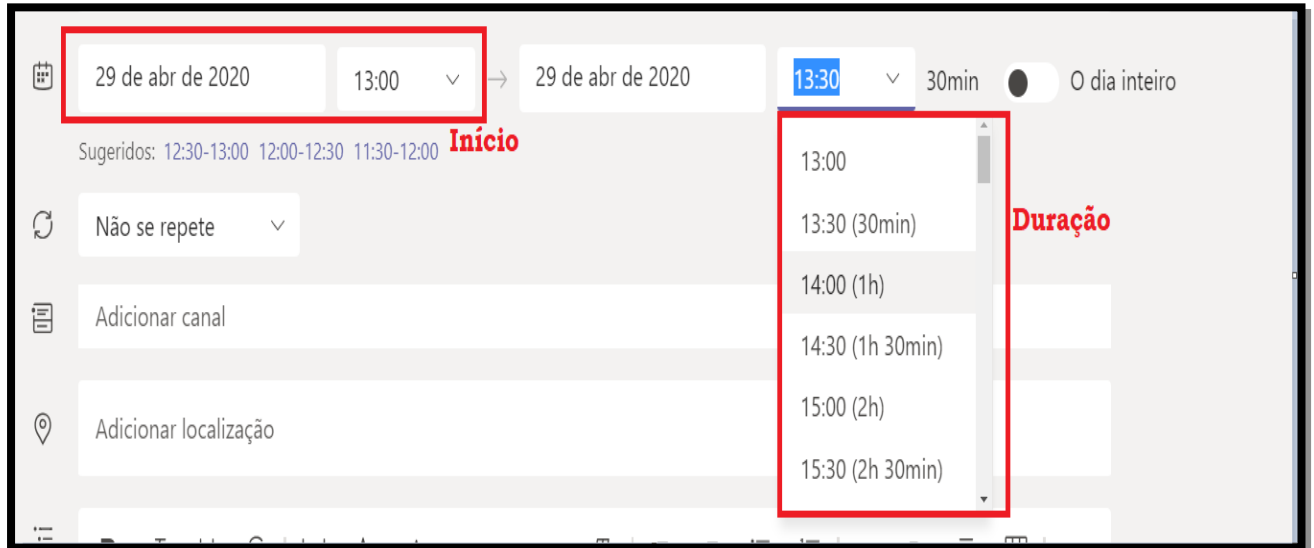 29 de abr de 2020 13:00 → 29 de abr de 2020 13:30 30min O dia inteiro
Sugeridos: 12:30-13:00 12:00-12:30 11:30-12:00 Início
13:00
Não se repete
13:30 (30min)
Duração
14:00 (1h)
Adicionar canal
14:30 (1h 30min)
15:00 (2h)
Adicionar localização
15:30 (2h 30min)